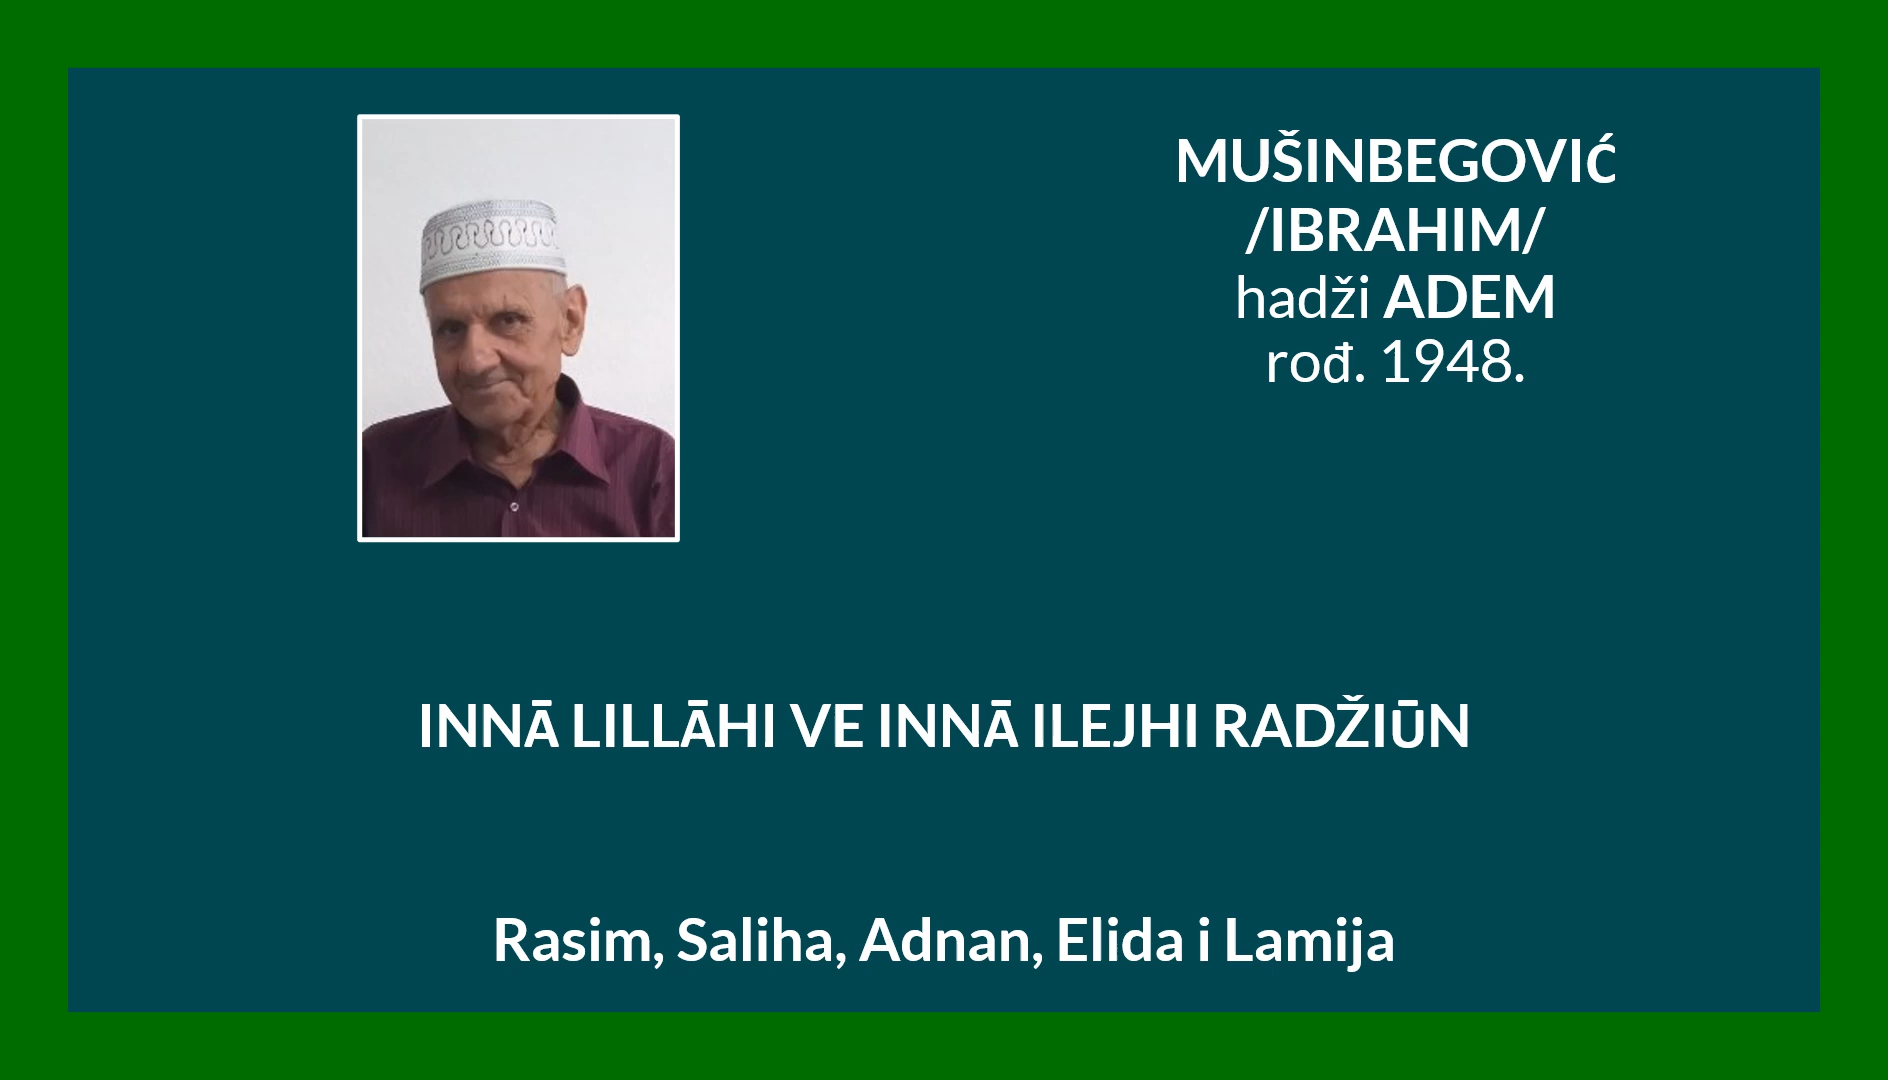 MUŠINBEGOVIĆ
/IBRAHIM/
hadži ADEM
rođ. 1948.
INNĀ LILLĀHI VE INNĀ ILEJHI RADŽIŪN
Rasim, Saliha, Adnan, Elida i Lamija